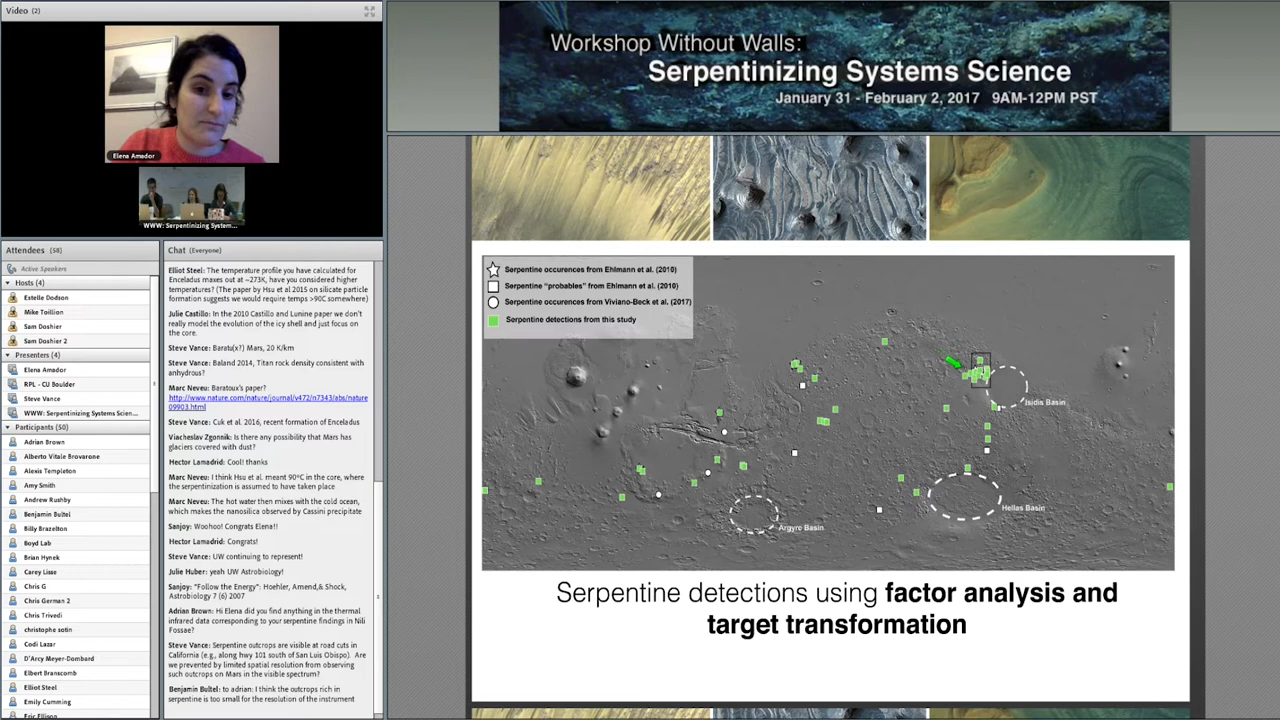 Video (2)
Elena Amador
WWW: Serpentinizing System...
Attendees (58)
Active Speakers
Hosts (4)
Estelle Dodson
Mike Toillion
Sam Doshier
Sam Doshier 2
Presenters (4)
Elena Amador
RPL - CU Boulder
Steve Vance
WWW: Serpentinizing Systems Scien...
Participants (50)
Adrian Brown
Alberto Vitale Brovarone
Alexis Templeton
Amy Smith
Andrew Rushby
Benjamin Bultel
Billy Brazelton
Boyd Lab
Brian Hynek
Carey Lisse
Chris G
Chris German 2
Chris Trivedi
christophe sotin
Codi Lazar
D'Arcy Meyer-Dombard
Elbert Branscomb
Elliot Steel
Emily Cumming
Eric Ellison
Chat (Everyone)
Elliot Steel: The temperature profile you have calculated for
Enceladus maxes out at ~273K, have you considered higher
temperatures? (The paper by Hsu et al 2015 on silicate particle
formation suggests we would require temps >90C somewhere)
Julie Castillo: In the 2010 Castillo and Lunine paper we don't
really model the evolution of the icy shell and just focus on
the core.
Steve Vance: Baratu(x?) Mars, 20 K/km
Steve Vance: Baland 2014, Titan rock density consistent with
anhydrous?
Marc Neveu: Baratoux's paper?
http://www.nature.com/nature/journal/v472/n7343/abs/nature
09903.html
Steve Vance: Cuk et al. 2016, recent formation of Enceladus
Viacheslav Zgonnik: Is there any possibility that Mars has
glaciers covered with dust?
Hector Lamadrid: Cool! thanks
Marc Neveu: I think Hsu et al. meant 90°C in the core, where
the serpentinization is assumed to have taken place
Marc Neveu: The hot water then mixes with the cold ocean,
which makes the nanosilica observed by Cassini precipitate
Sanjoy: Woohoo! Congrats Elena!!
Hector Lamadrid: Congrats!
Steve Vance: UW continuing to represent!
Julie Huber: yeah UW Astrobiology!
Sanjoy: "Follow the Energy": Hoehler, Amend,& Shock,
Astrobiology 7 (6) 2007
Adrian Brown: Hi Elena did you find anything in the thermal
infrared data corresponding to your serpentine findings in Nili
Fossae?
Steve Vance: Serpentine outcrops are visible at road cuts in
California (e.g., along hwy 101 south of San Luis Obispo). Are
we prevented by limited spatial resolution from observing
such outcrops on Mars in the visible spectrum?
Benjamin Bultel: to adrian: I think the outcrops rich in
serpentine is too small for the resolution of the instrument
Workshop Without Walls:
Serpentinizing Systems Science
January 31 - February 2, 2017 9AM-12PM PST
Serpentine occurences from Ehlmann et al. (2010)
Serpentine "probables" from Ehlmann et al. (2010)
Serpentine occurences from Viviano-Beck et al. (2017)
Serpentine detections from this study
Isidis Basin
Hellas Basin
Argyre Basin
Serpentine detections using factor analysis and
target transformation